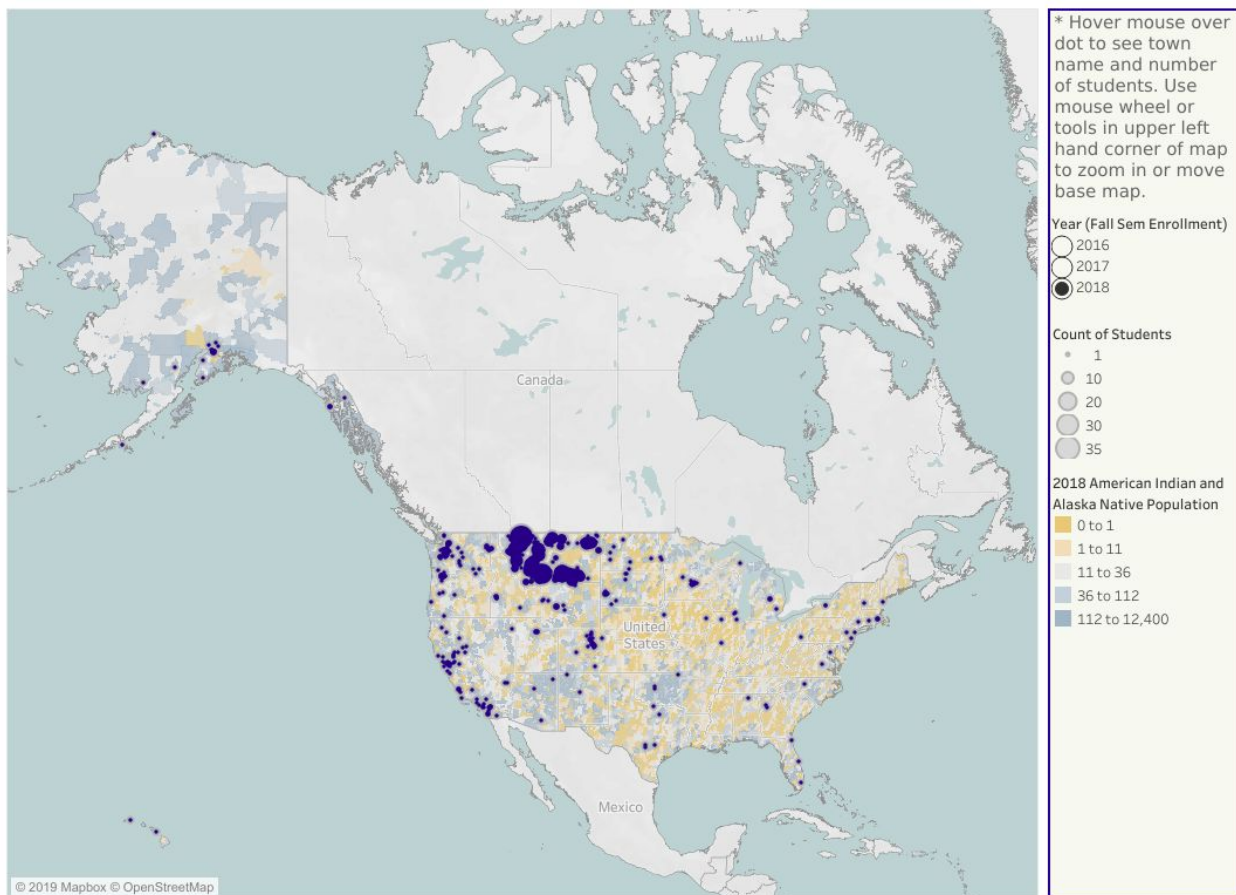 * Hover mouse over
dot to see town
name and number
of students. Use
mouse wheel or
tools in upper left
hand corner of map
to zoom in or move
base map.
Year (Fall Sem Enrollment)
2016
2017
2018
Count of Students
1
10
20
30
35
2018 American Indian and
Alaska Native Population
0 to 1
1 to 11
11 to 36
36 to 112
112 to 12,400
Canada
United
States
Mexico
© 2019 Mapbox © OpenStreetMap